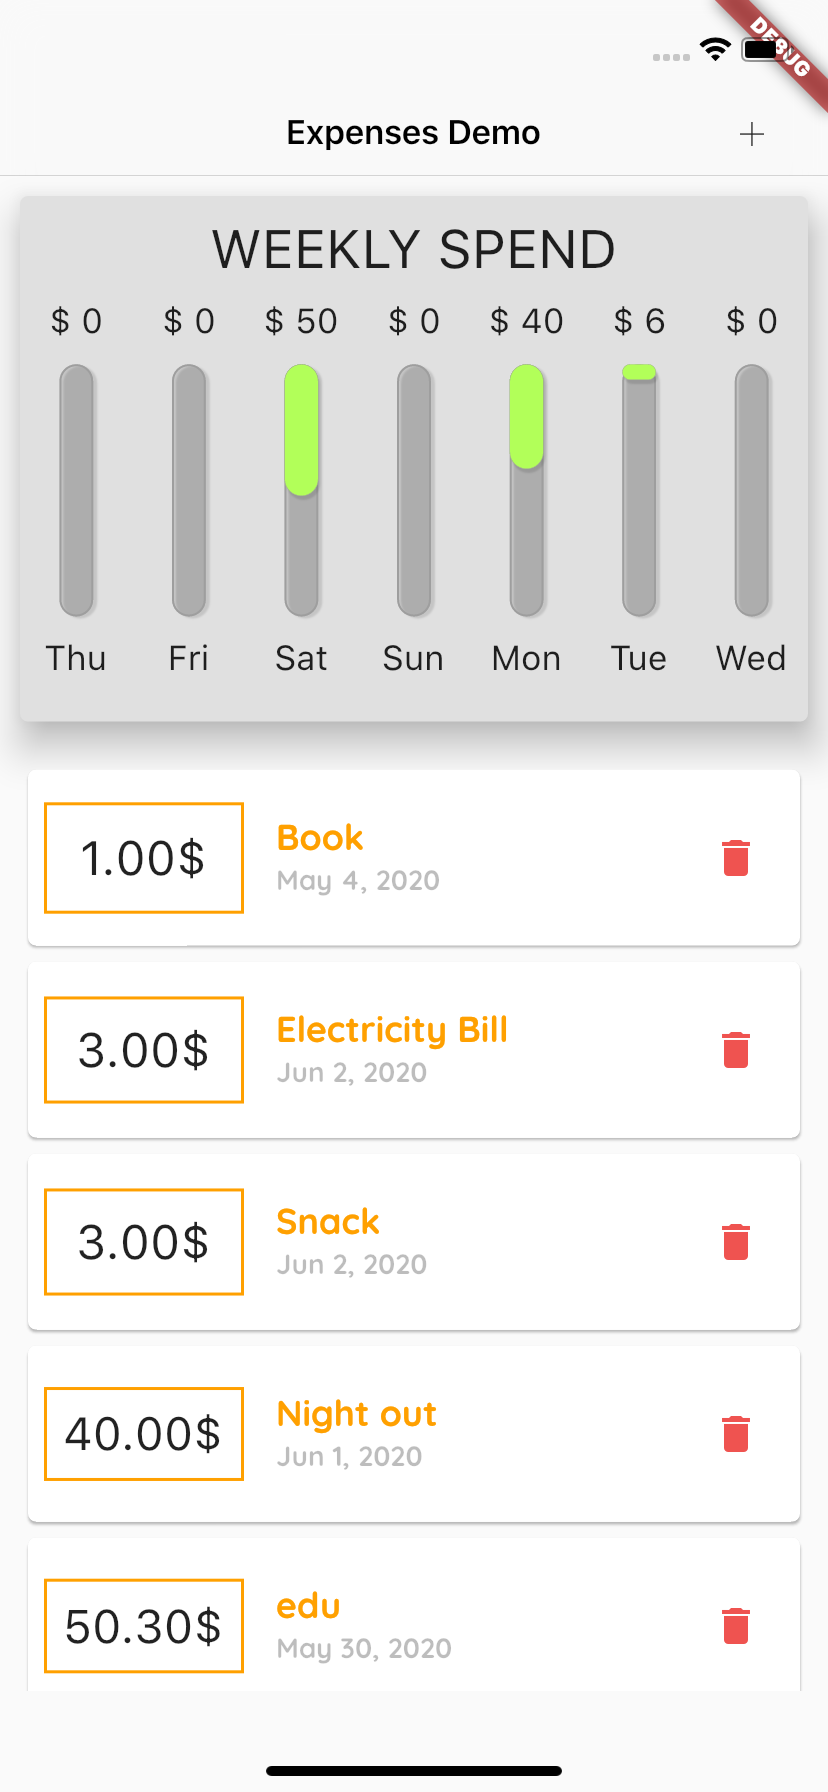 DEBUG
Expenses Demo
WEEKLY SPEND
$ 0 $ 0 $ 50 $ 0 $ 40 $ 6 $ 0
Thu Fri Sat Sun Mon Tue Wed
1.00$
Book
May 4, 2020
3.00$
Electricity Bill
Jun 2, 2020
3.00$
Snack
Jun 2, 2020
40.00$
Night out
Jun 1, 2020
50.30$
edu
May 30, 2020